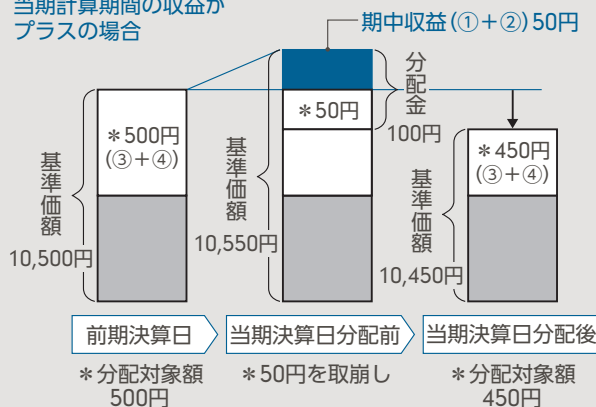 当期計算期間の収益が
プラスの場合
期中収益(①+②)50円
分配金
100円
*50円
*500円
(③+④)
基準価額
10,500円
基準価額
10,550円
*450円
(③+④)
基準価額
10,450円
前期決算日
当期決算日分配前
当期決算日分配後
*分配対象額
500円
*50円を取崩し
*分配対象額
450円